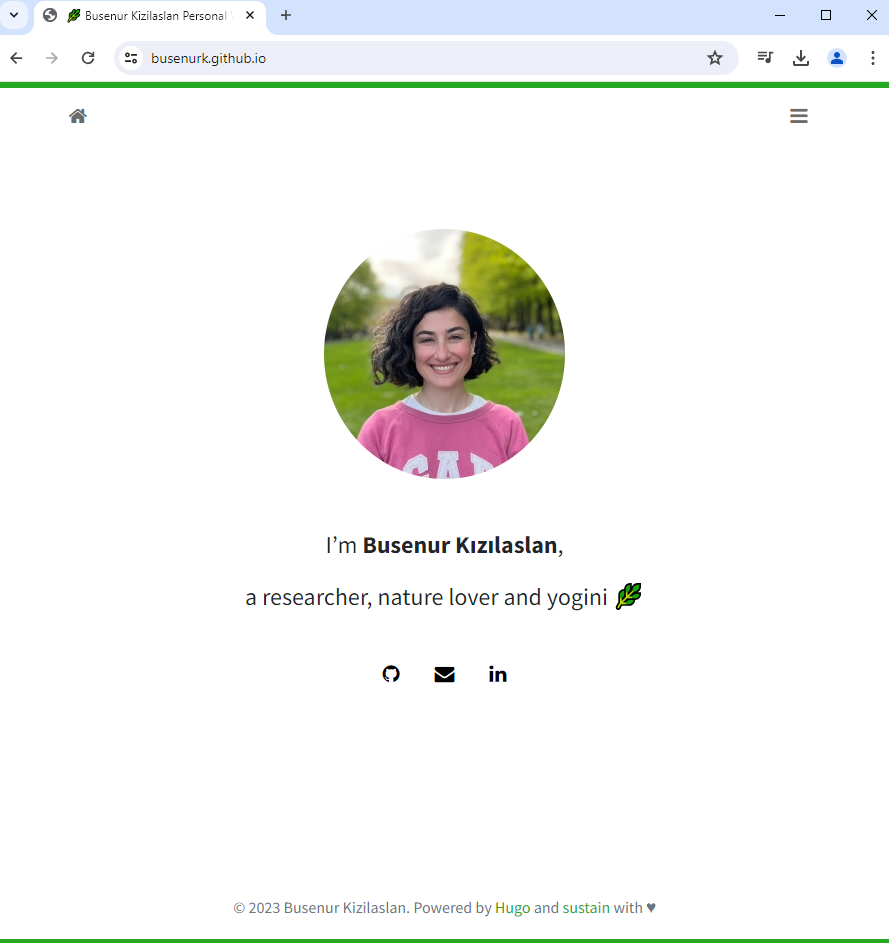 Busenur Kizilaslan Personal
busenurk.github.io
I’m Busenur Kızılaslan,
a researcher, nature lover and yogini
© 2023 Busenur Kizilaslan. Powered by Hugo and sustain with ♥